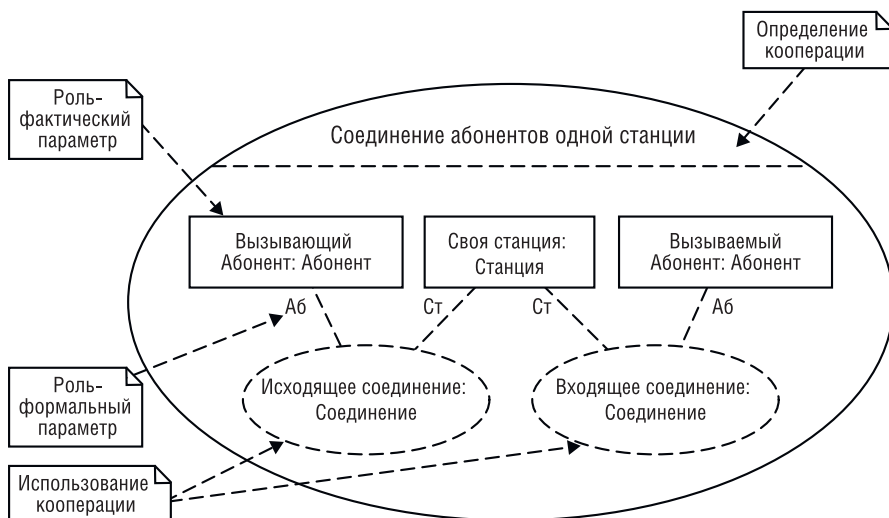 Определение
кооперации
Роль-
фактический
параметр
Соединение абонентов одной станции
Вызывающий
Абонент: Абонент
Своя станция:
Станция
Вызываемый
Абонент: Абонент
Аб
Ст
Ст
Аб
Роль-
формальный
параметр
Исходящее соединение:
Соединение
Входящее соединение:
Соединение
Использование
кооперации